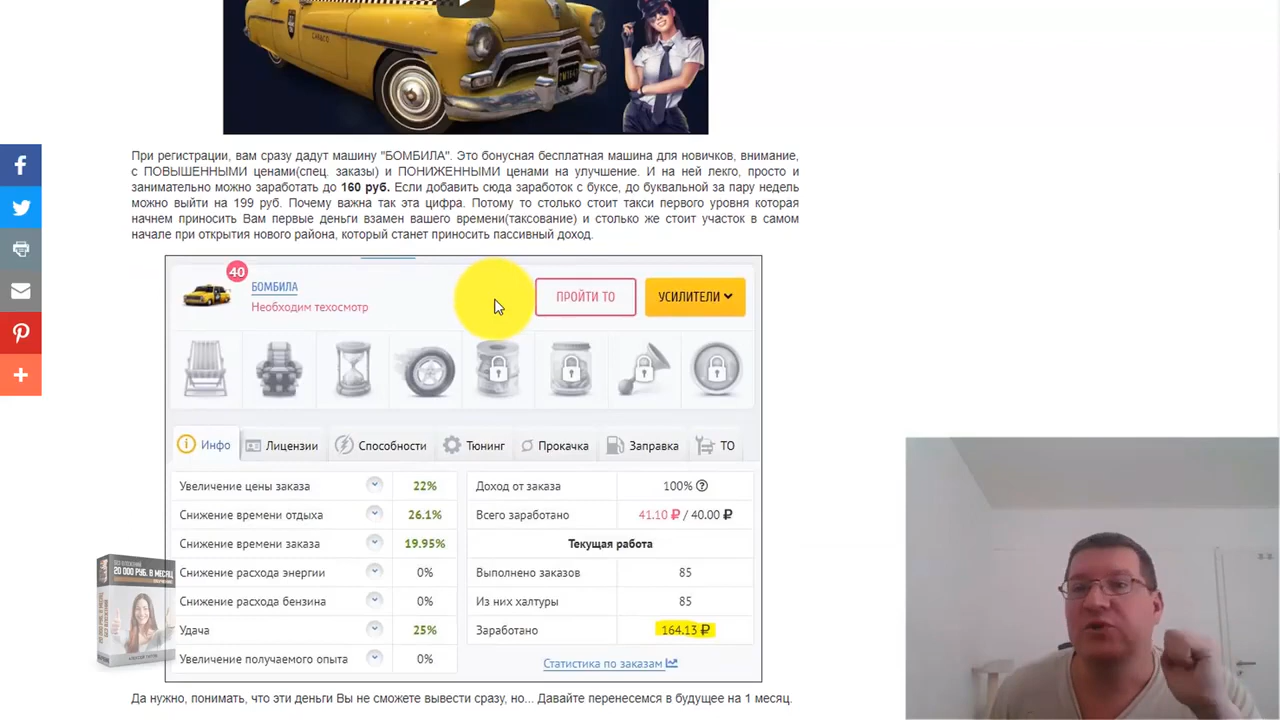 При регистрации, вам сразу дадут машину "БОМБИЛА". Это бонусная бесплатная машина для новичков, внимание,
с ПОВЫШЕННЫМИ ценами(спец. заказы) и ПОНИЖЕННЫМИ ценами на улучшение. И на ней легко, просто и
занимательно можно заработать до 160 руб. Если добавить сюда заработок с буксе, до буквальной за пару недель
можно выйти на 199 руб. Почему важна так эта цифра. Потому то столько стоит такси первого уровня которая
начнем приносить Вам первые деньги взамен вашего времени(таксование) и столько же стоит участок в самом
начале при открытия нового района, который станет приносить пассивный доход.
40
БОМБИЛА
Необходим техосмотр
ПРОЙТИ ТО
УСИЛИТЕЛИ
Инфо
Лицензии
Способности
Тюнинг
Прокачка
Заправка
ТО
Увеличение цены заказа 22%
Доход от заказа 100%
Снижение времени отдыха 26.1%
Всего заработано 41.10 ₽ / 40.00 ₽
Снижение времени заказа 19.95%
Текущая работа
Снижение расхода энергии 0%
Выполнено заказов 85
Снижение расхода бензина 0%
Из них халтуры 85
Удача 25%
Заработано 164.13 ₽
Увеличение получаемого опыта 0%
Статистика по заказам
20 000 РУБ. В МЕСЯЦ
Да нужно, понимать, что эти деньги Вы не сможете вывести сразу, но... Давайте перенесемся в будущее на 1 месяц.